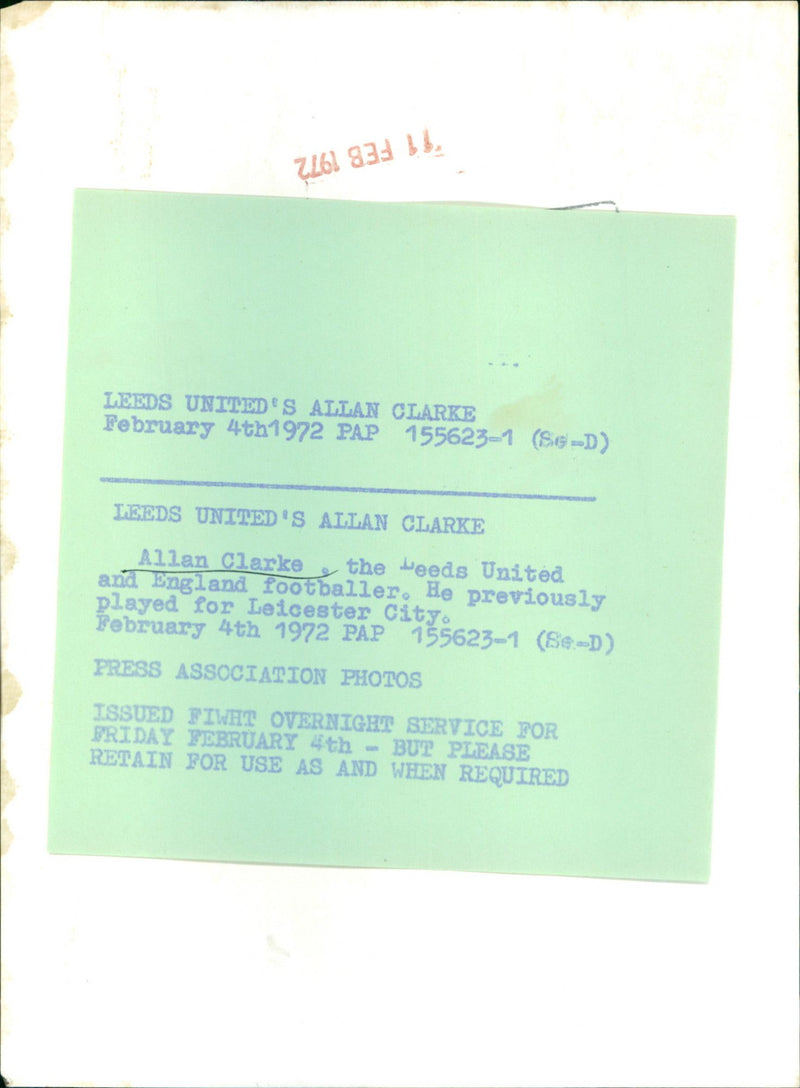 11 FEB 1972
LEEDS UNITED'S ALLAN CLARKE
February 4th1972 PAP 155623-1 (Se-D)
LEEDS UNITED'S ALLAN CLARKE
Allan Clarke , the Leeds United
and England footballer. He previously
played for Leicester City.
February 4th 1972 PAP 155623-1 (Se-D)
PRESS ASSOCIATION PHOTOS
ISSUED FIWHT OVERNIGHT SERVICE FOR
FRIDAY FEBRUARY 4th - BUT PLEASE
RETAIN FOR USE AS AND WHEN REQUIRED